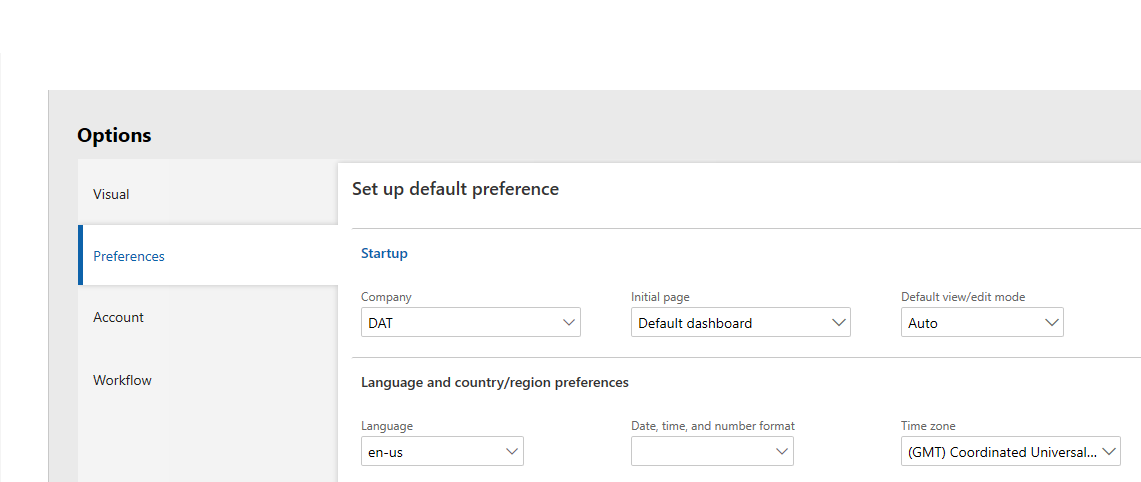 Options
Visual
Preferences
Account
Workflow
Set up default preference
Startup
Company
Initial page
Default view/edit mode
DAT
Default dashboard
Auto
Language and country/region preferences
Language
Date, time, and number format
Time zone
en-us
(GMT) Coordinated Universal...